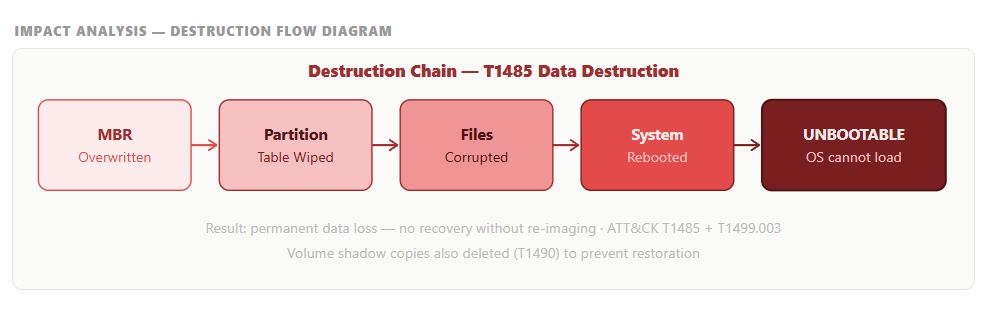 IMPACT ANALYSIS — DESTRUCTION FLOW DIAGRAM
Destruction Chain — T1485 Data Destruction
MBR
Overwritten
Partition
Table Wiped
Files
Corrupted
System
Rebooted
UNBOOTABLE
OS cannot load
Result: permanent data loss — no recovery without re-imaging · ATT&CK T1485 + T1499.003
Volume shadow copies also deleted (T1490) to prevent restoration